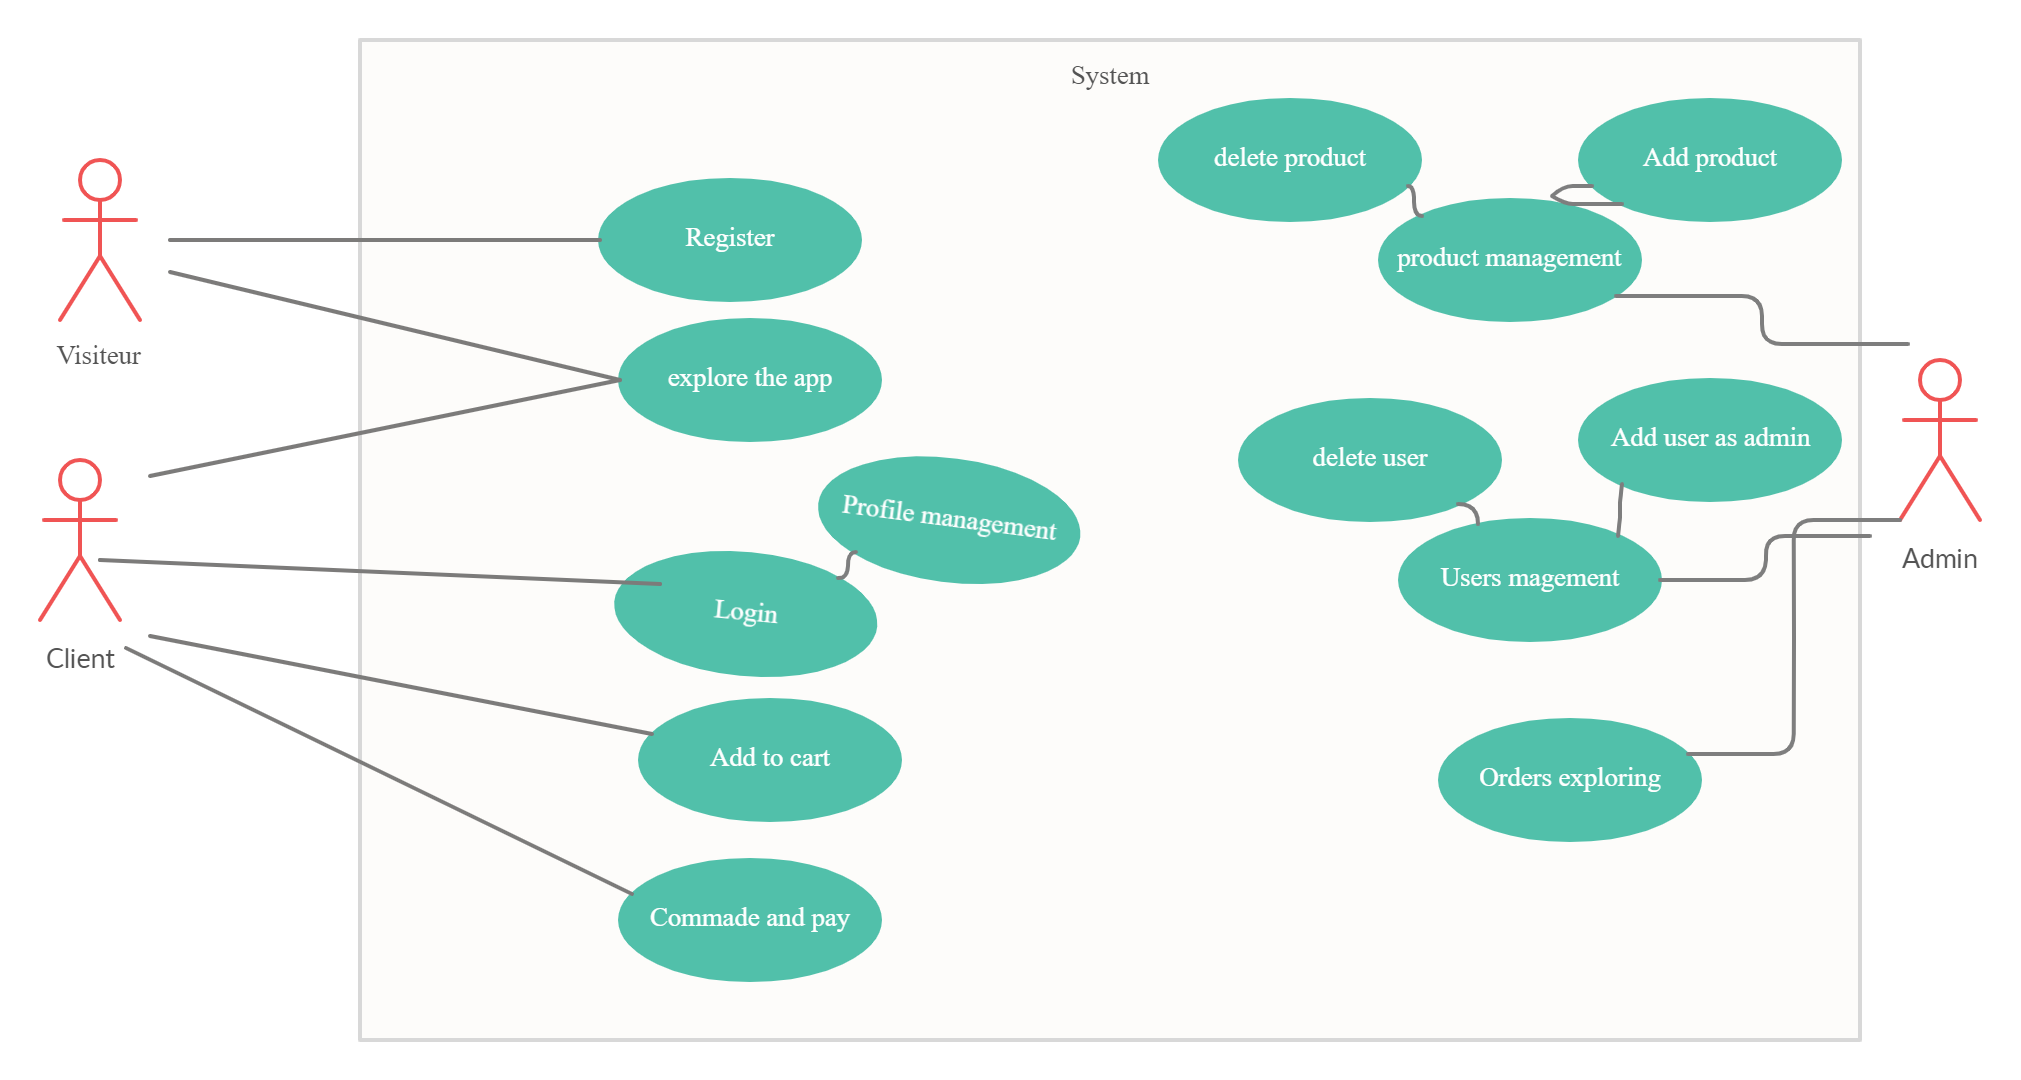 System
delete product
Add product
Register
product management
Visiteur
explore the app
Add user as admin
delete user
Profile management
Admin
Users magement
Login
Client
Add to cart
Orders exploring
Commade and pay